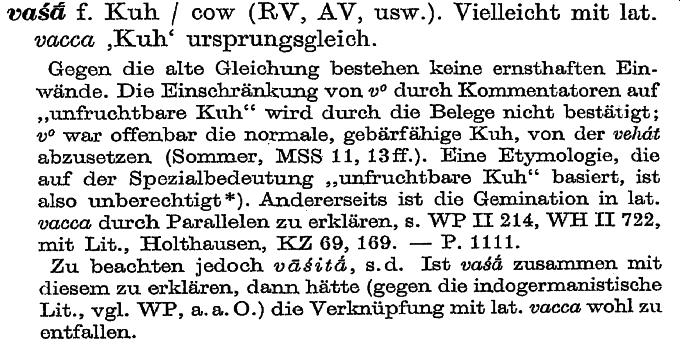 vaśā́ f. Kuh / cow (RV, AV, usw.). Vielleicht mit lat.
vacca ‚Kuh‘ ursprungsgleich.
Gegen die alte Gleichung bestehen keine ernsthaften Ein-
wände. Die Einschränkung von v° durch Kommentatoren auf
„unfruchtbare Kuh“ wird durch die Belege nicht bestätigt;
v° war offenbar die normale, gebärfähige Kuh, von der vehát
abzusetzen (Sommer, MSS 11, 13ff.). Eine Etymologie, die
auf der Spezialbedeutung „unfruchtbare Kuh“ basiert, ist
also unberechtigt*). Andererseits ist die Gemination in lat.
vacca durch Parallelen zu erklären, s. WP II 214, WH II 722,
mit Lit., Holthausen, KZ 69, 169. — P. 1111.
Zu beachten jedoch vāśitā́, s.d. Ist vaśā́ zusammen mit
diesem zu erklären, dann hätte (gegen die indogermanistische
Lit., vgl. WP, a.a.O.) die Verknüpfung mit lat. vacca wohl zu
entfallen.